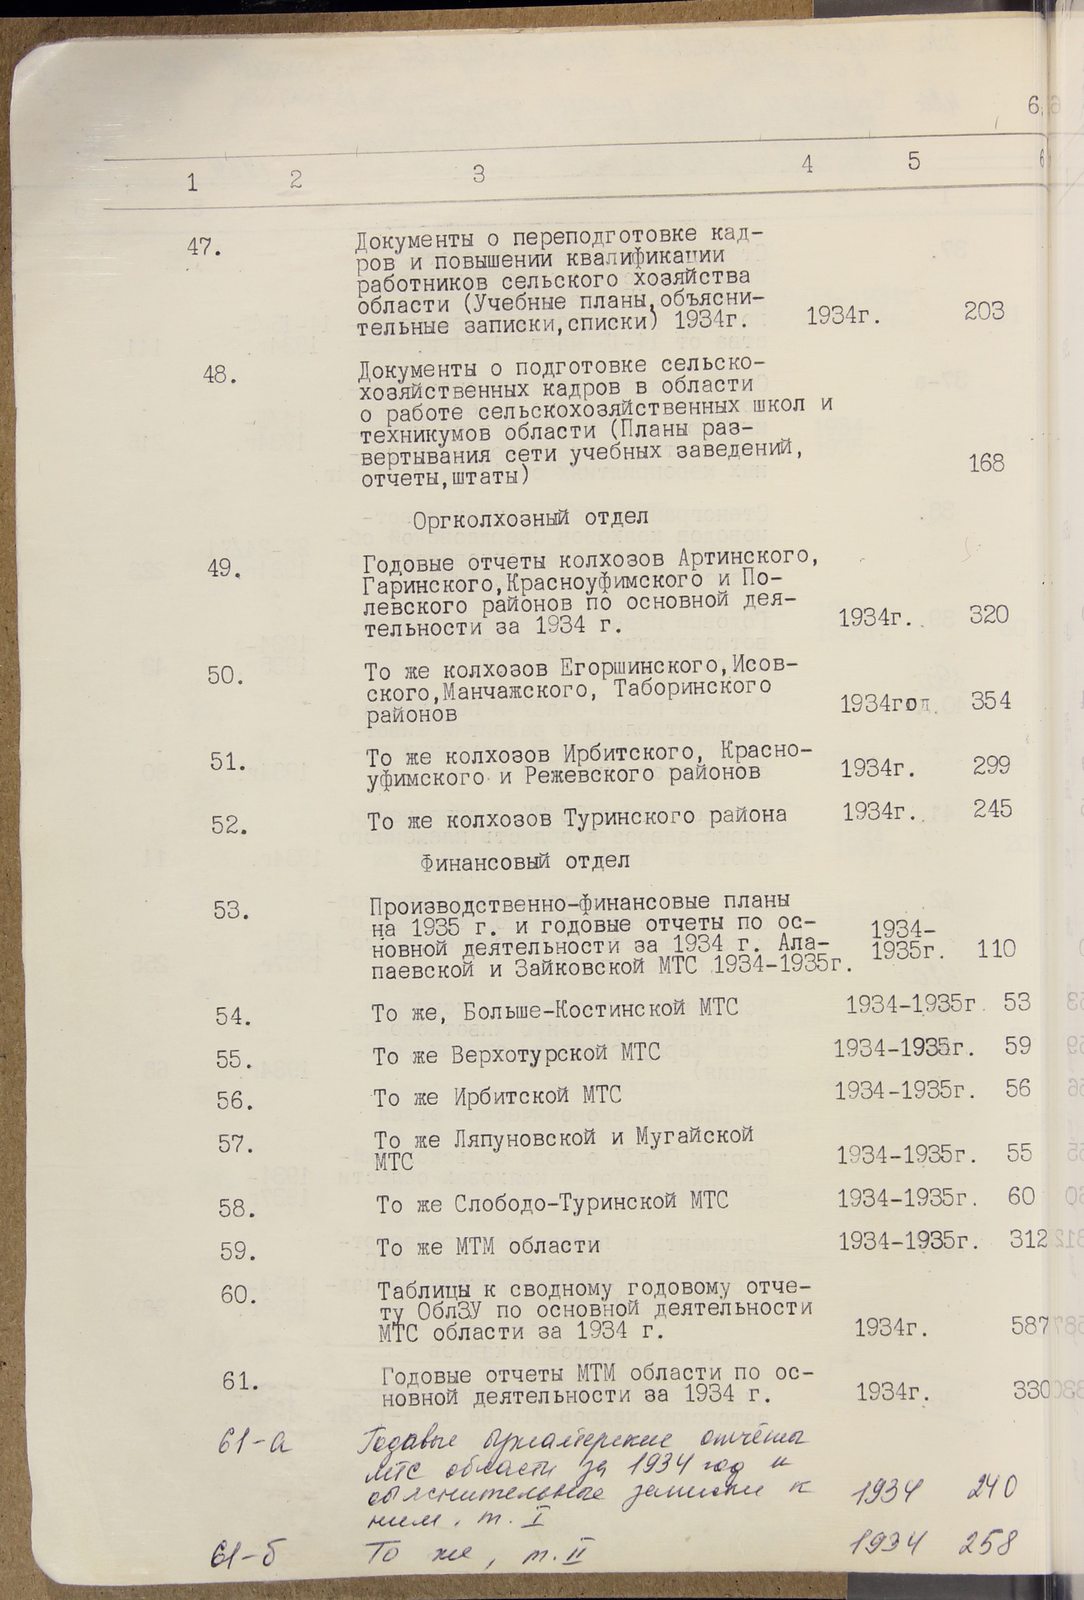 6
1 2 3 4 5 6
47. Документы о переподготовке кад-
ров и повышении квалификации
работников сельского хозяйства
области (Учебные планы,объясни-
тельные записки,списки) 1934г. 1934г. 203
48. Документы о подготовке сельско-
хозяйственных кадров в области
о работе сельскохозяйственных школ и
техникумов области (Планы раз-
вертывания сети учебных заведений,
отчеты,штаты) 168
Оргколхозный отдел
49. Годовые отчеты колхозов Артинского,
Гаринского,Красноуфимского и По-
левского районов по основной дея-
тельности за 1934 г. 1934г. 320
50. То же колхозов Егоршинского,Исов-
ского,Манчажского, Таборинского
районов 1934год. 354
51. То же колхозов Ирбитского, Красно-
уфимского и Режевского районов 1934г. 299
52. То же колхозов Туринского района 1934г. 245
Финансовый отдел
53. Производственно-финансовые планы
на 1935 г. и годовые отчеты по ос-
новной деятельности за 1934 г. Ала-
паевской и Зайковской МТС 1934-1935г. 1934-
1935г. 110
54. То же, Больше-Костинской МТС 1934-1935г. 53
55. То же Верхотурской МТС 1934-1935г. 59
56. То же Ирбитской МТС 1934-1935г. 56
57. То же Ляпуновской и Мугайской
МТС 1934-1935г. 55
58. То же Слободо-Туринской МТС 1934-1935г. 60
59. То же МТМ области 1934-1935г. 312
60. Таблицы к сводному годовому отче-
ту ОблЗУ по основной деятельности
МТС области за 1934 г. 1934г. 587
61. Годовые отчеты МТМ области по ос-
новной деятельности за 1934 г. 1934г. 330
61-а Годовые бухгалтерские отчёты
МТС области за 1934 год и
объяснительные записки к 1934 240
ним, т. I
61-б То же, т. II 1934 258